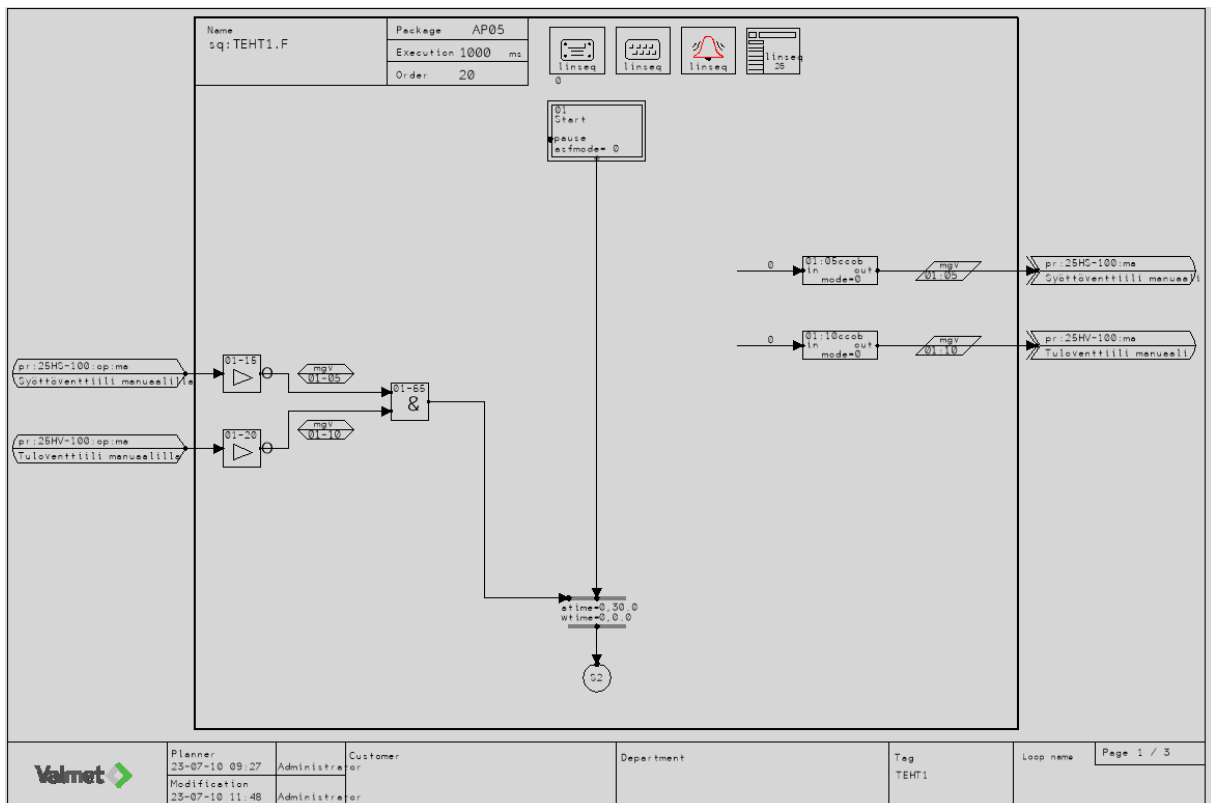 Name
sq:TEHT1.F
Package AP05
Execution 1000 ms
Order 20
linseq
0
linseq
linseq
linseq
26
01
Start
pause
asfmode= 0
0
01:05ccob
in out
mode=0
mgv
01:05
pr:25HS-100:ma
Syöttöventtiili manuaali
0
01:10ccob
in out
mode=0
mgv
01:10
pr:25HV-100:ma
Tuloventtiili manuaali
pr:25HS-100:op:ma
Syöttöventtiili manuaalilla
01-15
mgv
01-05
01-65
&
pr:25HV-100:op:ma
Tuloventtiili manuaalilla
01-20
mgv
01-10
atime=0,30.0
wtime=0,0.0
S2
Valmet
Planner
23-07-10 09:27 Administrator
Modification
23-07-10 11:48 Administrator
Customer
Department
Tag
TEHT1
Loop name
Page 1 / 3